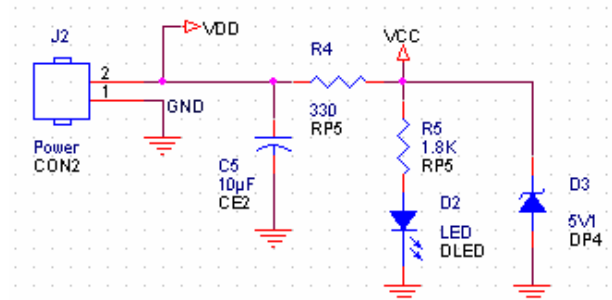 J2
VDD
2
1
GND
Power
CON2
C5
10µF
CE2
R4
330
RP5
VCC
R5
1.8K
RP5
D2
LED
DLED
D3
5V1
DP4